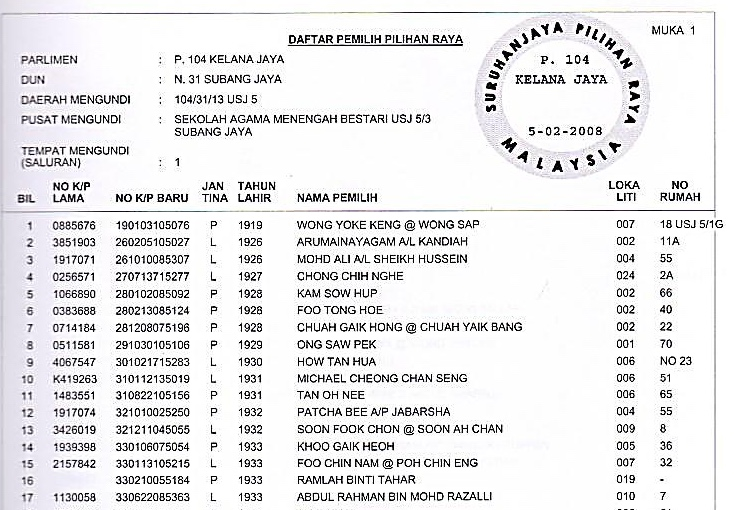 DAFTAR PEMILIH PILIHAN RAYA
MUKA 1
SURUHANJAYA PILIHAN RAYA
MALAYSIA
P. 104
KELANA JAYA
5-02-2008
PARLIMEN : P. 104 KELANA JAYA
DUN : N. 31 SUBANG JAYA
DAERAH MENGUNDI : 104/31/13 USJ 5
PUSAT MENGUNDI : SEKOLAH AGAMA MENENGAH BESTARI USJ 5/3
SUBANG JAYA
TEMPAT MENGUNDI
(SALURAN) : 1
NO K/P JAN TAHUN LOKA NO
BIL LAMA NO K/P BARU TINA LAHIR NAMA PEMILIH LITI RUMAH
1 0885676 190103105076 P 1919 WONG YOKE KENG @ WONG SAP 007 18 USJ 5/1G
2 3851903 260205105027 L 1926 ARUMAINAYAGAM A/L KANDIAH 002 11A
3 1917071 261010085307 L 1926 MOHD ALI A/L SHEIKH HUSSEIN 004 55
4 0256571 270713715277 L 1927 CHONG CHIH NGHE 024 2A
5 1066890 280102085092 P 1928 KAM SOW HUP 002 66
6 0383688 280213085124 P 1928 FOO TONG HOE 002 40
7 0714184 281208075196 P 1928 CHUAH GAIK HONG @ CHUAH YAIK BANG 002 22
8 0511581 291030105106 P 1929 ONG SAW PEK 001 70
9 4067547 301021715283 L 1930 HOW TAN HUA 006 NO 23
10 K419263 310112135019 L 1931 MICHAEL CHEONG CHAN SENG 006 51
11 1483551 310822105156 P 1931 TAN OH NEE 006 65
12 1917074 321010025250 P 1932 PATCHA BEE A/P JABARSHA 004 55
13 3426019 321211045055 L 1932 SOON FOOK CHON @ SOON AH CHAN 009 8
14 1939398 330106075054 P 1933 KHOO GAIK HEOH 005 36
15 2157842 330113105215 L 1933 FOO CHIN NAM @ POH CHIN ENG 007 32
16 330210055184 P 1933 RAMLAH BINTI TAHAR 019 -
17 1130058 330622085363 L 1933 ABDUL RAHMAN BIN MOHD RAZALLI 010 7